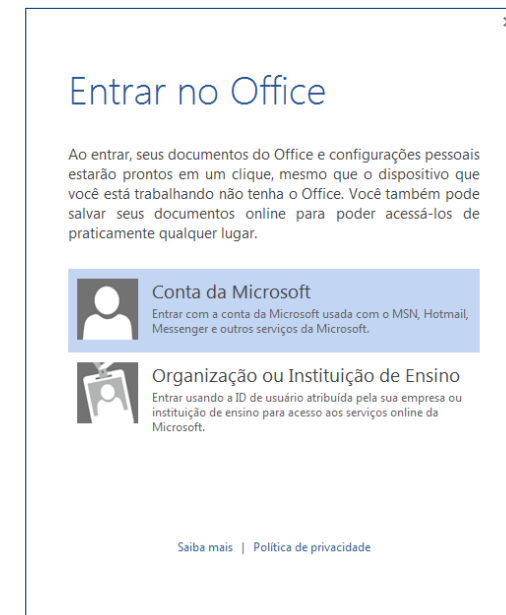 Entrar no Office
Ao entrar, seus documentos do Office e configurações pessoais
estarão prontos em um clique, mesmo que o dispositivo que
você está trabalhando não tenha o Office. Você também pode
salvar seus documentos online para poder acessá-los de
praticamente qualquer lugar.
Conta da Microsoft
Entrar com a conta da Microsoft usada com o MSN, Hotmail,
Messenger e outros serviços da Microsoft.
Organização ou Instituição de Ensino
Entrar usando a ID de usuário atribuída pela sua empresa ou
instituição de ensino para acesso aos serviços online da
Microsoft.
Saiba mais | Política de privacidade